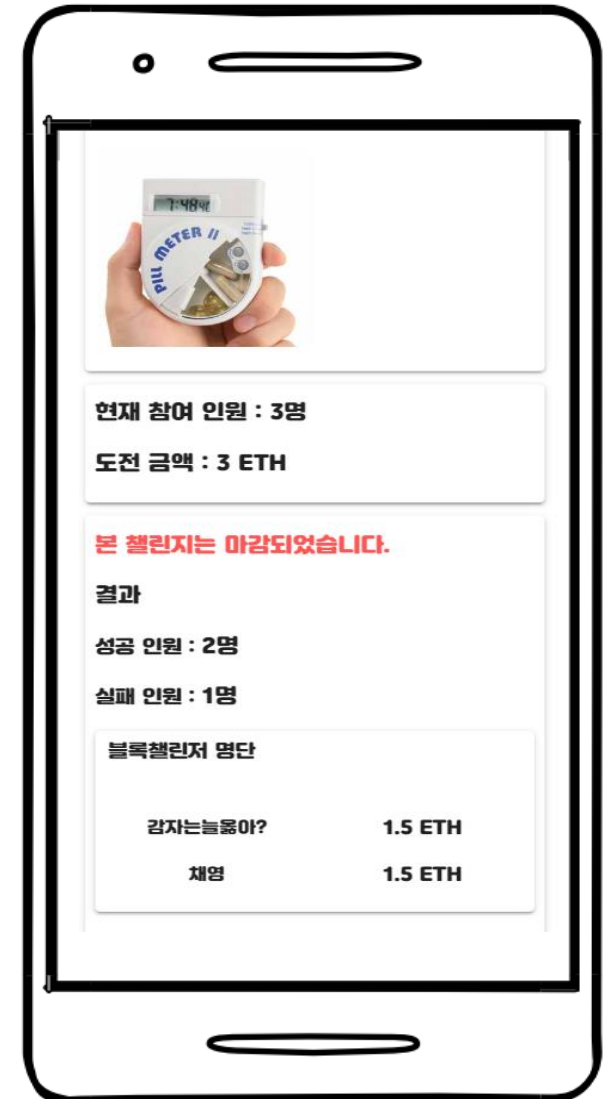 7:48
PILL METER II
현재 참여 인원 : 3명
도전 금액 : 3 ETH
본 챌린지는 마감되었습니다.
결과
성공 인원 : 2명
실패 인원 : 1명
블록챌린저 명단
감자는늘옳아? 1.5 ETH
채영 1.5 ETH